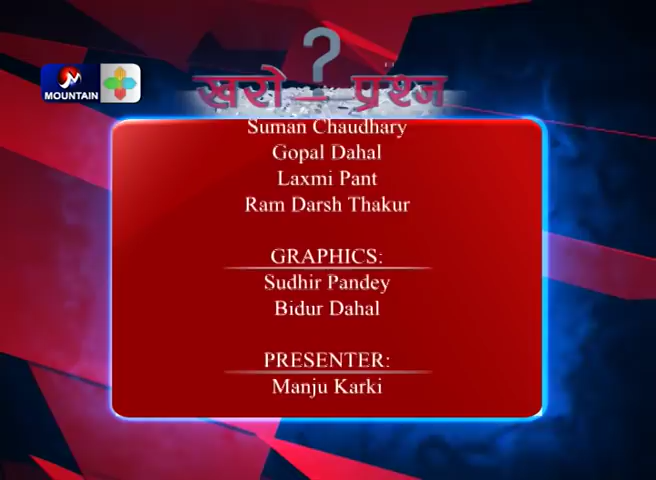 खरो ? प्रश्न
MOUNTAIN
Suman Chaudhary
Gopal Dahal
Laxmi Pant
Ram Darsh Thakur
GRAPHICS:
Sudhir Pandey
Bidur Dahal
PRESENTER:
Manju Karki